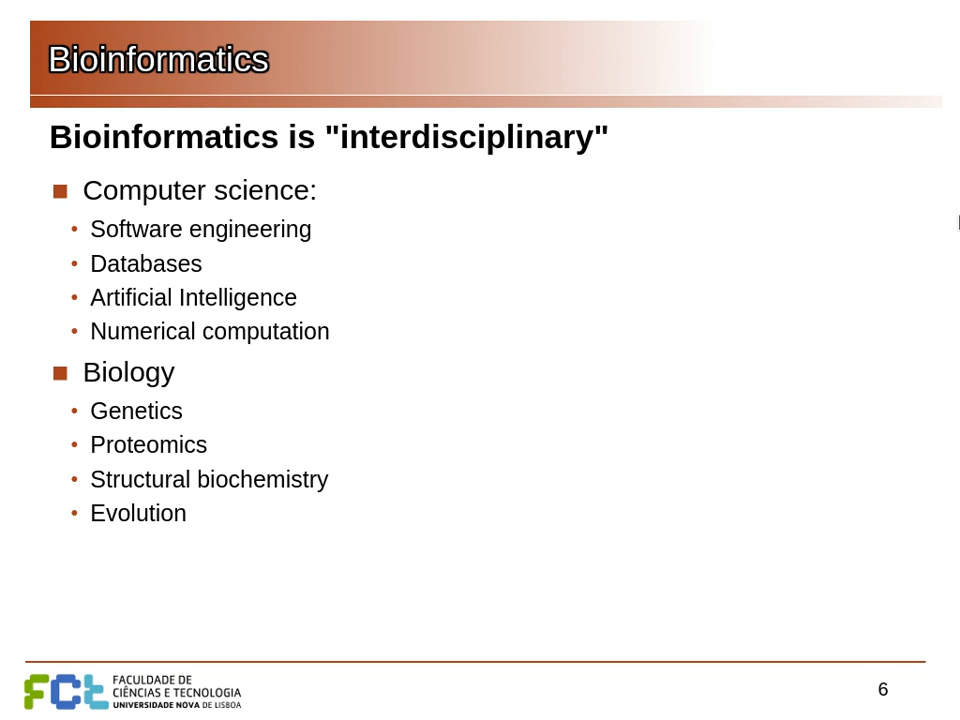 Bioinformatics
Bioinformatics is "interdisciplinary"
Computer science:
Software engineering
Databases
Artificial Intelligence
Numerical computation
Biology
Genetics
Proteomics
Structural biochemistry
Evolution
FCT
FACULDADE DE
CIÊNCIAS E TECNOLOGIA
UNIVERSIDADE NOVA DE LISBOA
6